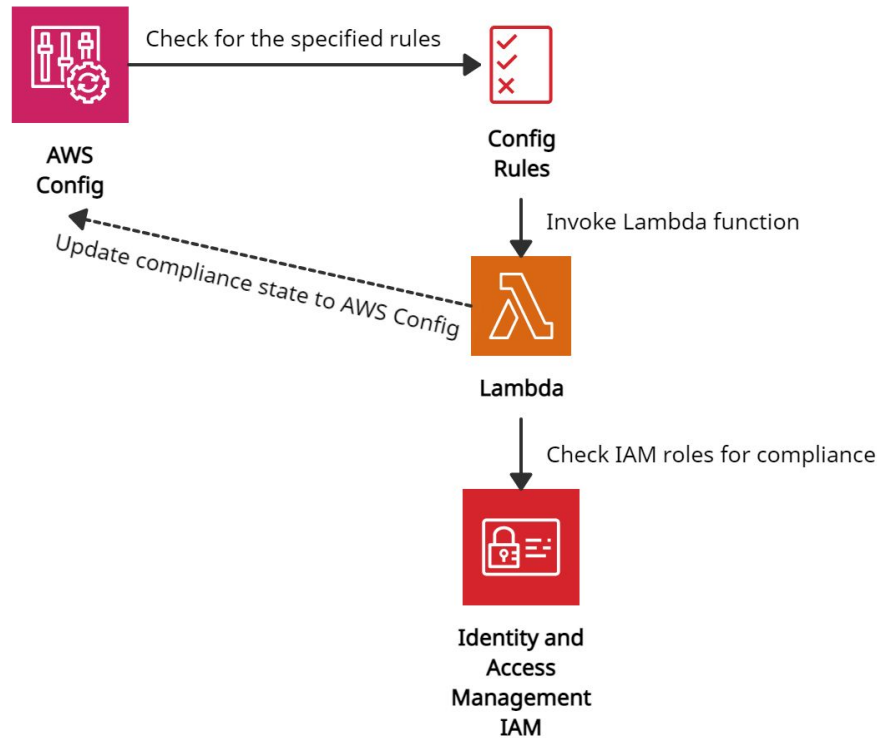 Check for the specified rules
AWS
Config
Config
Rules
Invoke Lambda function
Update compliance state to AWS Config
Lambda
Check IAM roles for compliance
Identity and
Access
Management
IAM